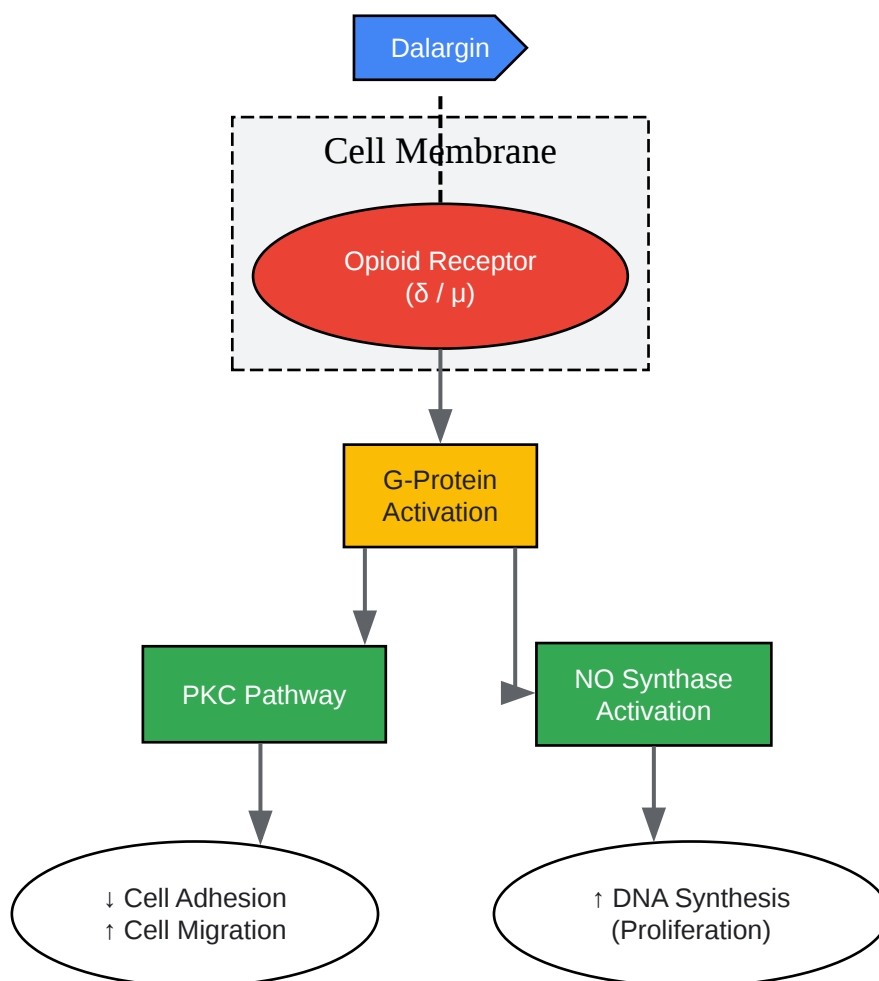 Dalargin
Cell Membrane
Opioid Receptor
(δ / μ)
G-Protein
Activation
PKC Pathway
NO Synthase
Activation
↓ Cell Adhesion
↑ Cell Migration
↑ DNA Synthesis
(Proliferation)